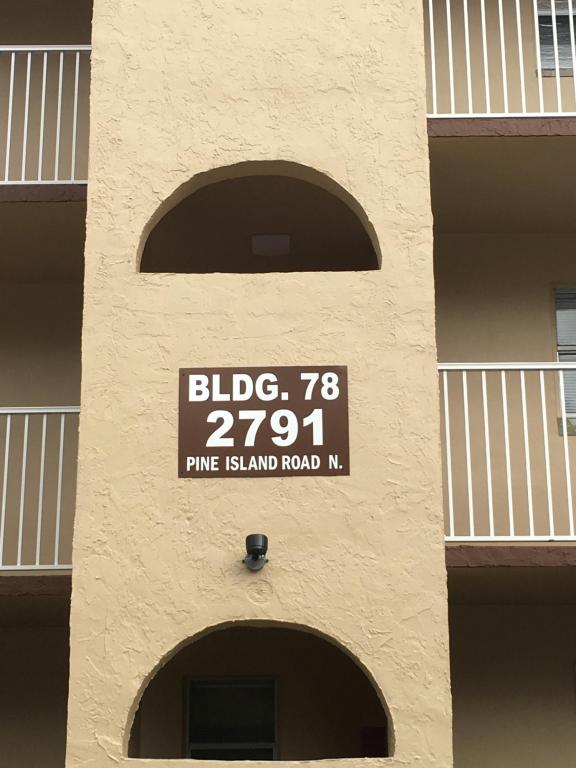 BLDG. 78
2791
PINE ISLAND ROAD N.